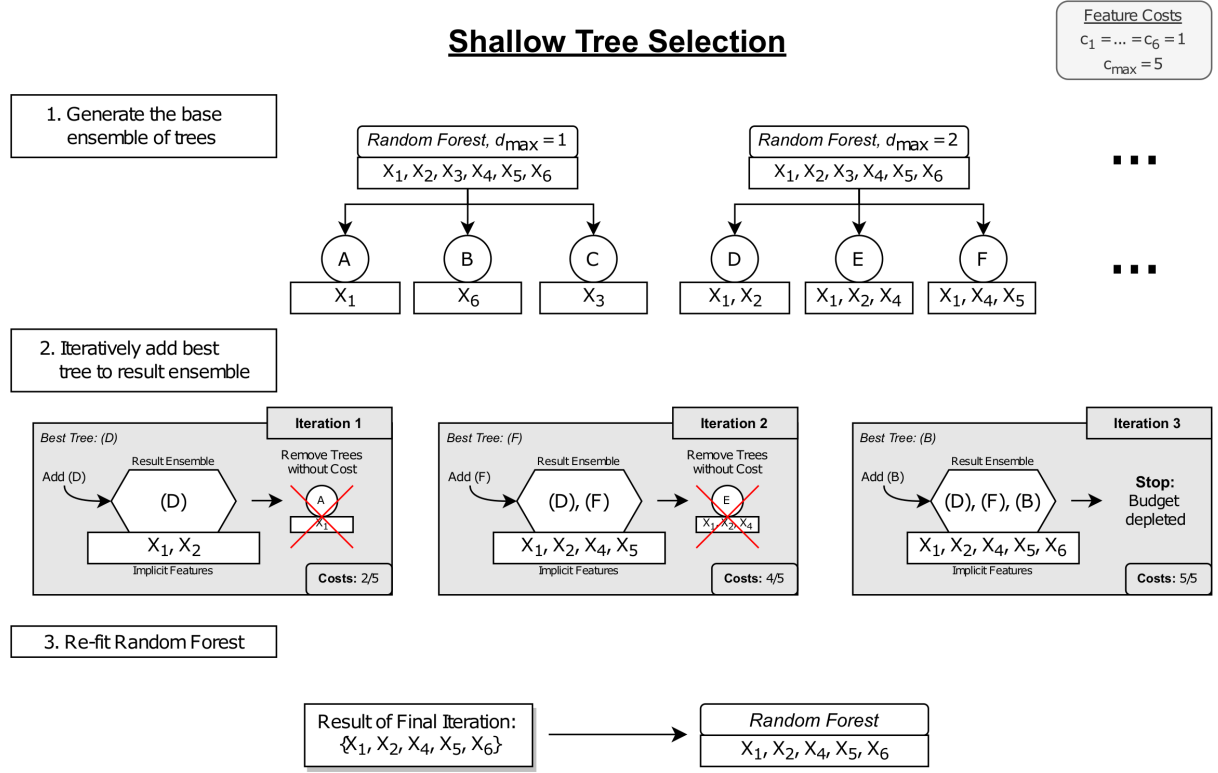 Shallow Tree Selection
Feature Costs
c1 = ... = c6 = 1
cmax = 5
1. Generate the base
ensemble of trees
Random Forest, dmax = 1
X1, X2, X3, X4, X5, X6
Random Forest, dmax = 2
X1, X2, X3, X4, X5, X6
...
A
B
C
D
E
F
...
X1
X6
X3
X1, X2
X1, X2, X4
X1, X4, X5
2. Iteratively add best
tree to result ensemble
Iteration 1
Best Tree: (D)
Result Ensemble
Add (D)
(D)
X1, X2
Implicit Features
Remove Trees
without Cost
A
X1
Costs: 2/5
Iteration 2
Best Tree: (F)
Result Ensemble
Add (F)
(D), (F)
X1, X2, X4, X5
Implicit Features
Remove Trees
without Cost
E
X1, X2, X4
Costs: 4/5
Iteration 3
Best Tree: (B)
Result Ensemble
Add (B)
(D), (F), (B)
X1, X2, X4, X5, X6
Implicit Features
Stop:
Budget
depleted
Costs: 5/5
3. Re-fit Random Forest
Result of Final Iteration:
{X1, X2, X4, X5, X6}
Random Forest
X1, X2, X4, X5, X6